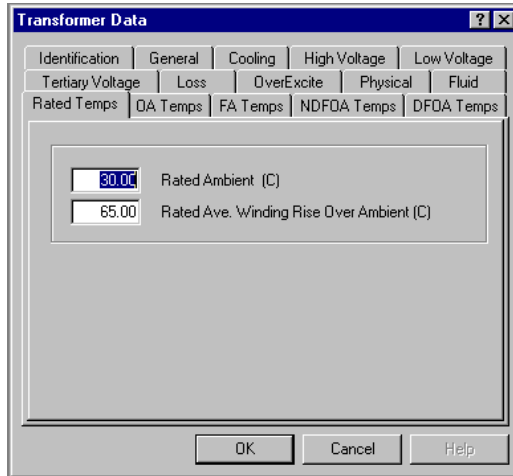 Transformer Data ? X
Identification General Cooling High Voltage Low Voltage
Tertiary Voltage Loss OverExcite Physical Fluid
Rated Temps OA Temps FA Temps NDFOA Temps DFOA Temps
30.00 Rated Ambient (C)
65.00 Rated Ave. Winding Rise Over Ambient (C)
OK Cancel Help